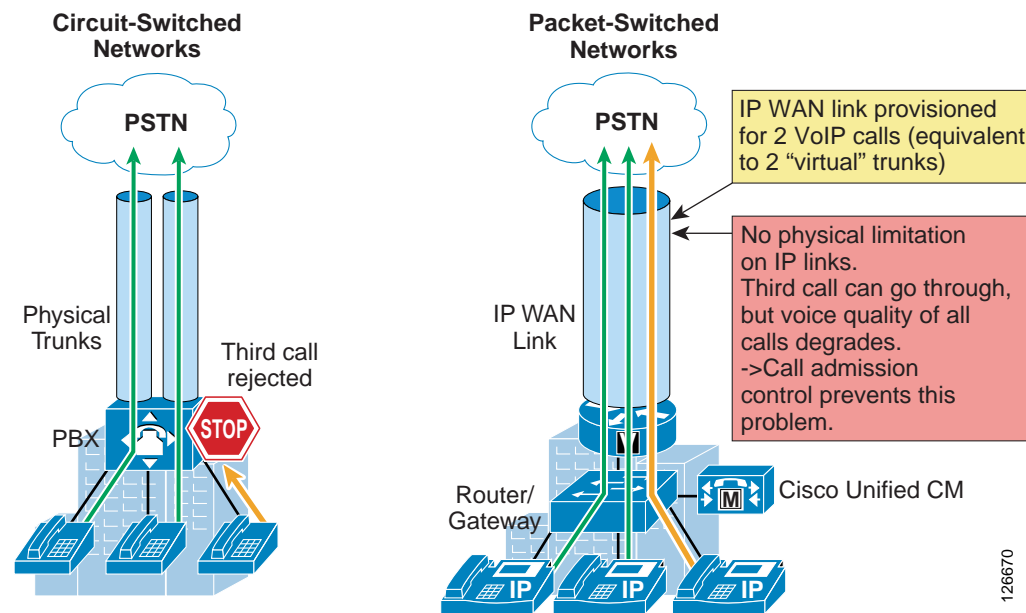 Circuit-Switched
Networks
PSTN
Physical
Trunks
Third call
rejected
PBX
STOP
Packet-Switched
Networks
PSTN
IP WAN link provisioned
for 2 VoIP calls (equivalent
to 2 “virtual” trunks)
No physical limitation
on IP links.
Third call can go through,
but voice quality of all
calls degrades.
->Call admission
control prevents this
problem.
IP WAN
Link
M
Router/
Gateway
M
Cisco Unified CM
IP
IP
IP
126670